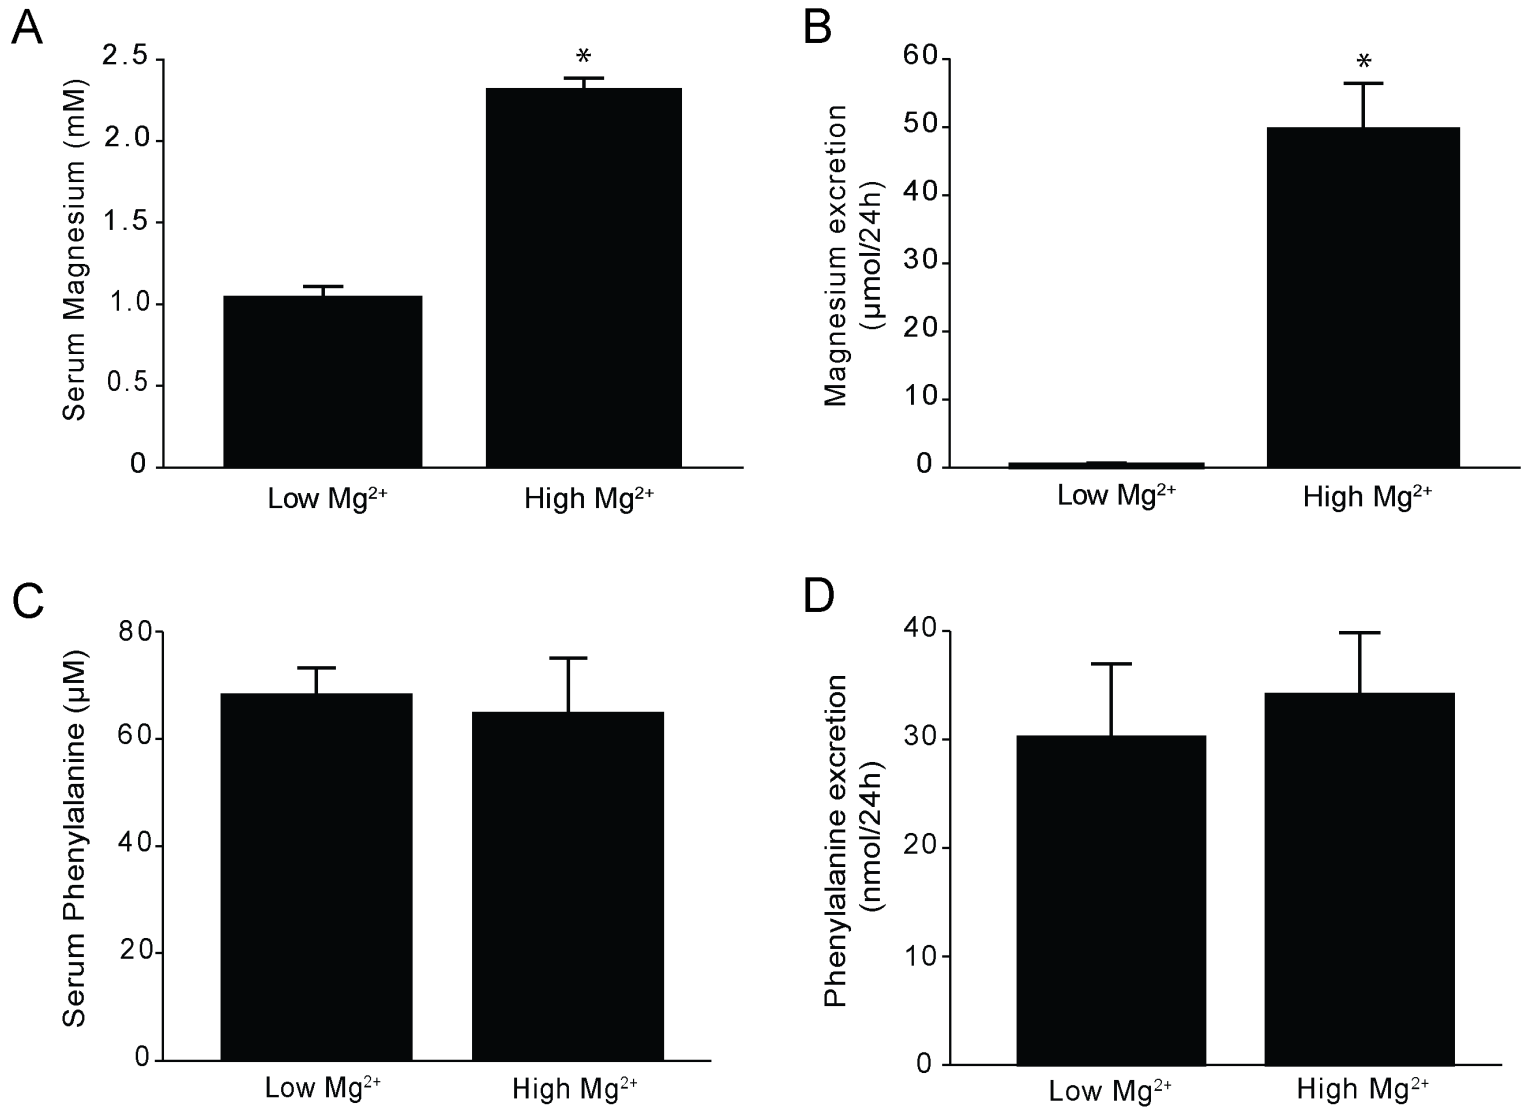 A
Serum Magnesium (mM)
2.5
2.0
1.5
1.0
0.5
0
*
Low Mg²⁺
High Mg²⁺
B
Magnesium excretion
(µmol/24h)
60
50
40
30
20
10
0
*
Low Mg²⁺
High Mg²⁺
C
Serum Phenylalanine (µM)
80
60
40
20
0
Low Mg²⁺
High Mg²⁺
D
Phenylalanine excretion
(nmol/24h)
40
30
20
10
0
Low Mg²⁺
High Mg²⁺